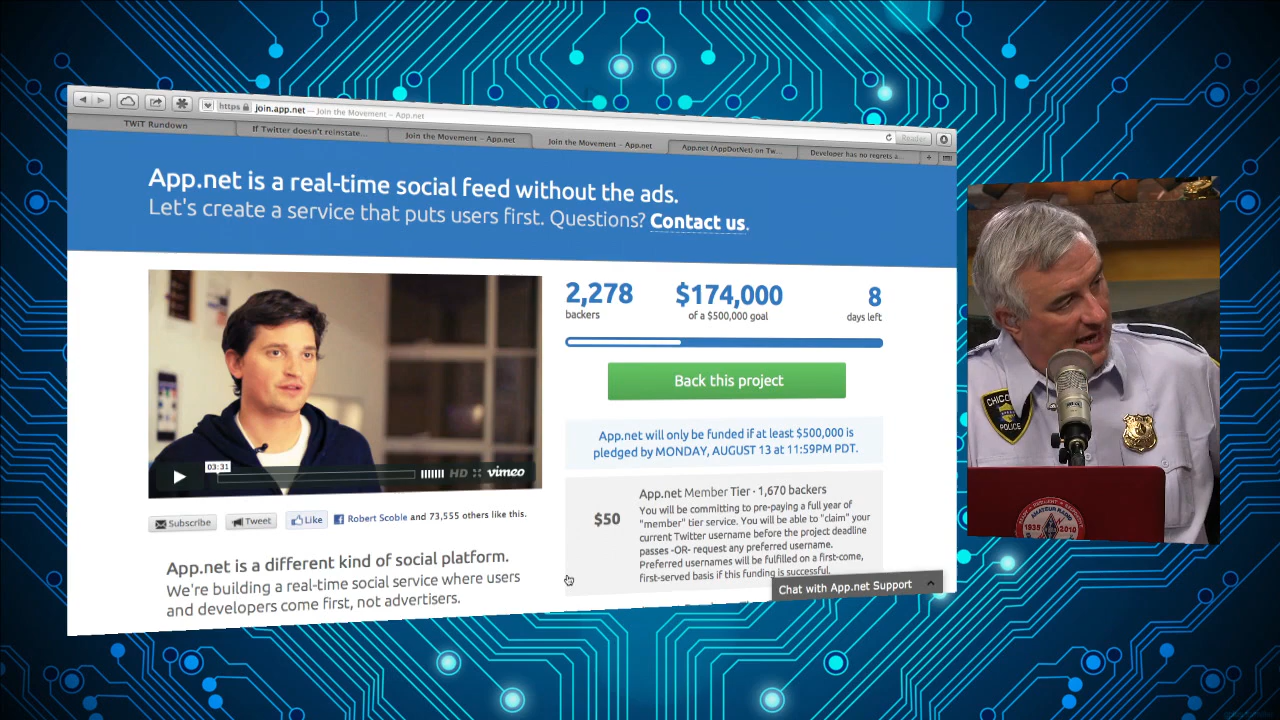 https join.app.net — Join the Movement – App.net
Reader
TWiT Rundown
If Twitter doesn't reinstate...
Join the Movement – App.net
Join the Movement – App.net
App.net (AppDotNet) on Tw...
Developer has no regrets a...
App.net is a real-time social feed without the ads.
Let's create a service that puts users first. Questions? Contact us.
2,278
backers
$174,000
of a $500,000 goal
8
days left
Back this project
App.net will only be funded if at least $500,000 is
pledged by MONDAY, AUGUST 13 at 11:59PM PDT.
03:31
HD
vimeo
Subscribe
Tweet
Like
Robert Scoble and 73,555 others like this.
$50
App.net Member Tier · 1,670 backers
You will be committing to pre-paying a full year of
"member" tier service. You will be able to "claim" your
current Twitter username before the project deadline
passes -OR- request any preferred username.
Preferred usernames will be fulfilled on a first-come,
first-served basis if this funding is successful.
App.net is a different kind of social platform.
We're building a real-time social service where users
and developers come first, not advertisers.
Chat with App.net Support
POLICE
AMATEUR RADIO
1935
2010